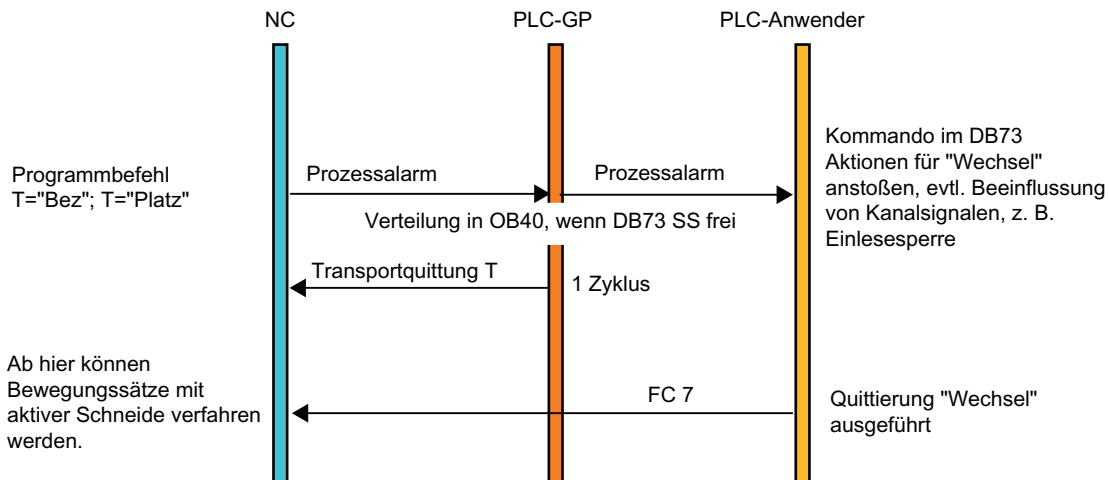 NC
PLC-GP
PLC-Anwender
Programmbefehl
T="Bez"; T="Platz"
Prozessalarm
Prozessalarm
Kommando im DB73
Aktionen für "Wechsel"
anstoßen, evtl. Beeinflussung
von Kanalsignalen, z. B.
Einlesesperre
Verteilung in OB40, wenn DB73 SS frei
Transportquittung T
1 Zyklus
Ab hier können
Bewegungssätze mit
aktiver Schneide verfahren
werden.
FC 7
Quittierung "Wechsel"
ausgeführt